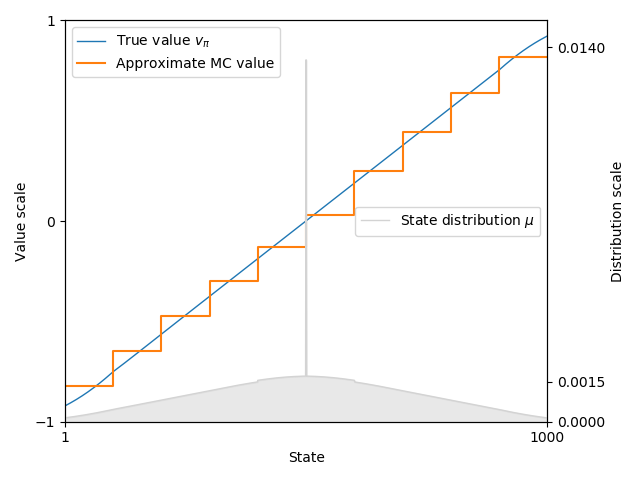 1
True value vπ
Approximate MC value
0.0140
Value scale
0
State distribution μ
Distribution scale
0.0015
−1
0.0000
1
1000
State